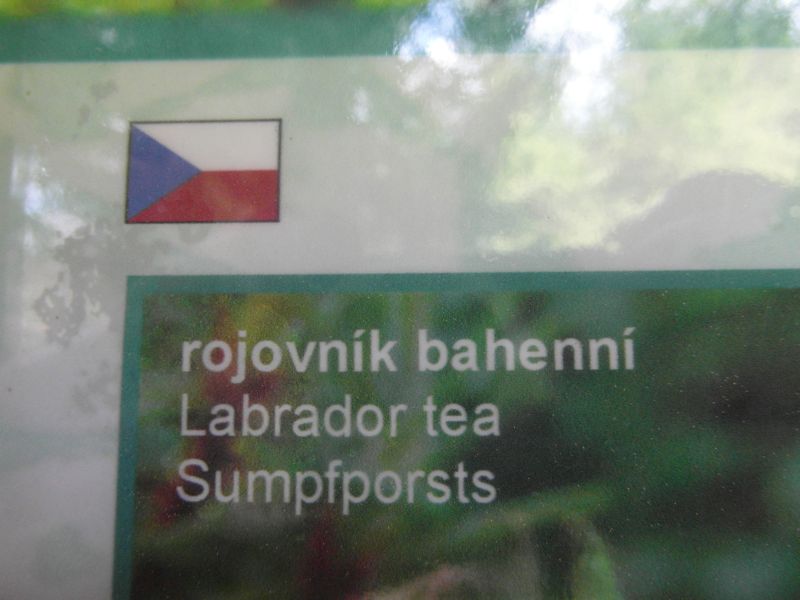 rojovník bahenní
Labrador tea
Sumpfporsts